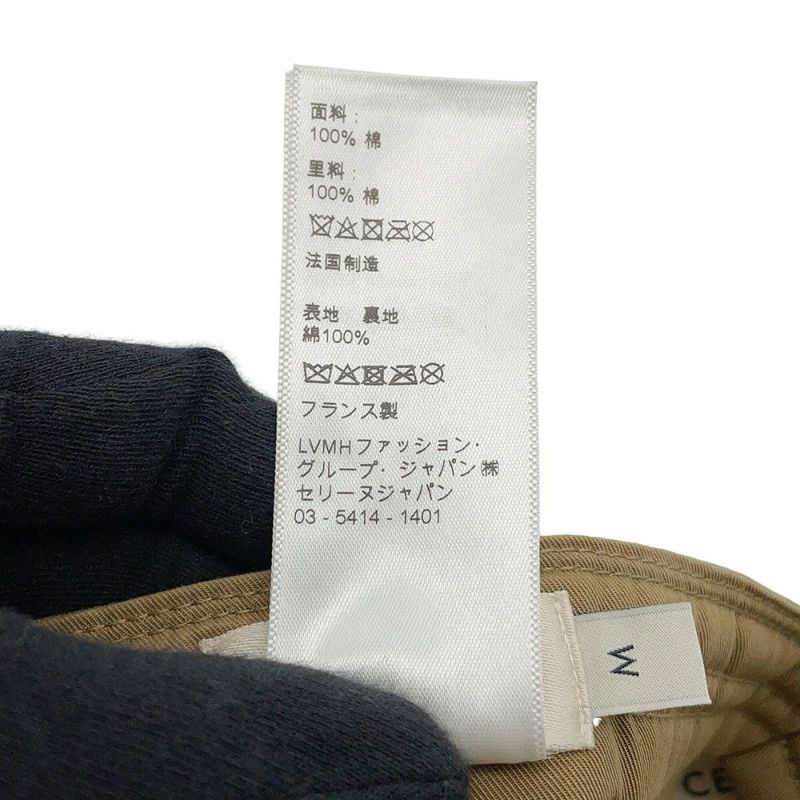 面料：
100% 棉
里料：
100% 棉
法国制造
表地　裏地
綿100%
フランス製
LVMHファッション・
グループ・ジャパン㈱
セリーヌジャパン
03 - 5414 - 1401
M
CE